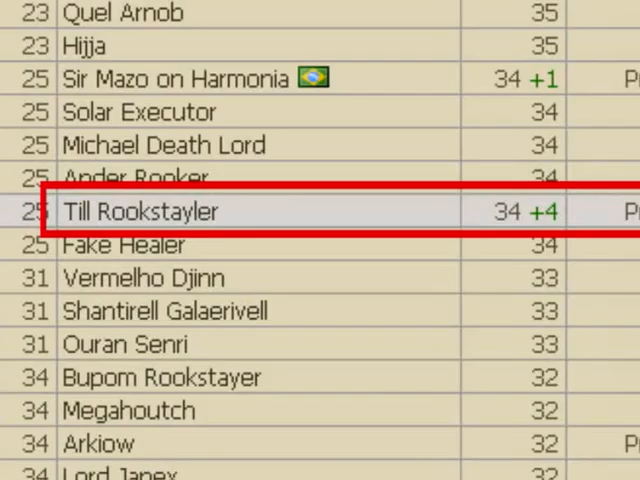 23 Quel Arnob 35
23 Hijja 35
25 Sir Mazo on Harmonia 34 +1
25 Solar Executor 34
25 Michael Death Lord 34
25 Ander Rooker 34
25 Till Rookstayler 34 +4
25 Fake Healer 34
31 Vermelho Djinn 33
31 Shantirell Galaerivell 33
31 Ouran Senri 33
34 Bupom Rookstayer 32
34 Megahoutch 32
34 Arkiow 32
34 Lord Janex 32